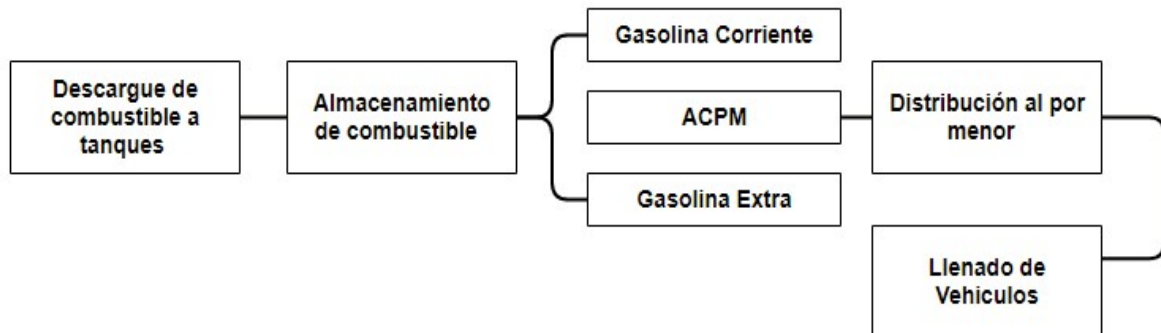 Descargue de
combustible a
tanques
Almacenamiento
de combustible
Gasolina Corriente
ACPM
Gasolina Extra
Distribución al por
menor
Llenado de
Vehiculos